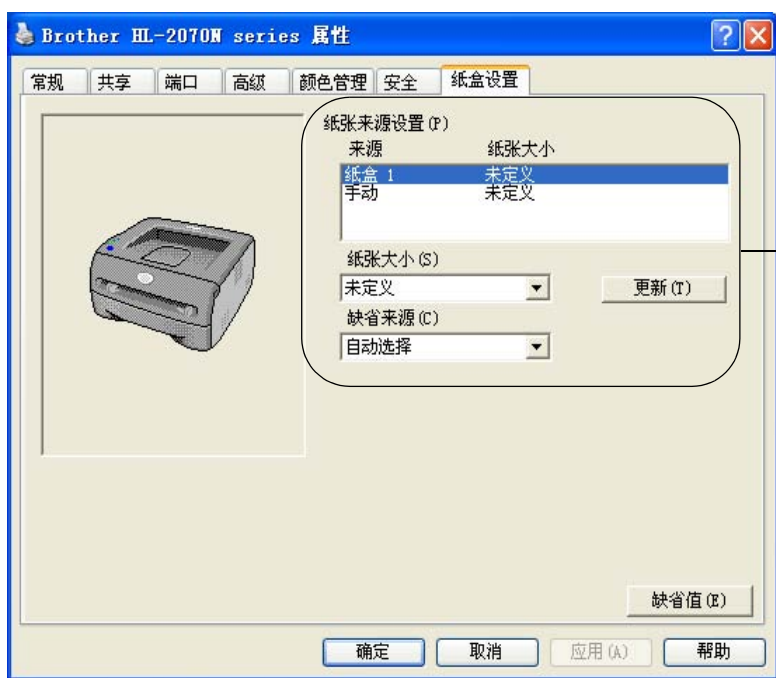 Brother HL-2070N series 属性
常规 共享 端口 高级 颜色管理 安全 纸盒设置
纸张来源设置(P)
来源 纸张大小
纸盒 1 未定义
手动 未定义
纸张大小(S)
未定义 更新(T)
缺省来源(C)
自动选择
缺省值(E)
确定 取消 应用(A) 帮助